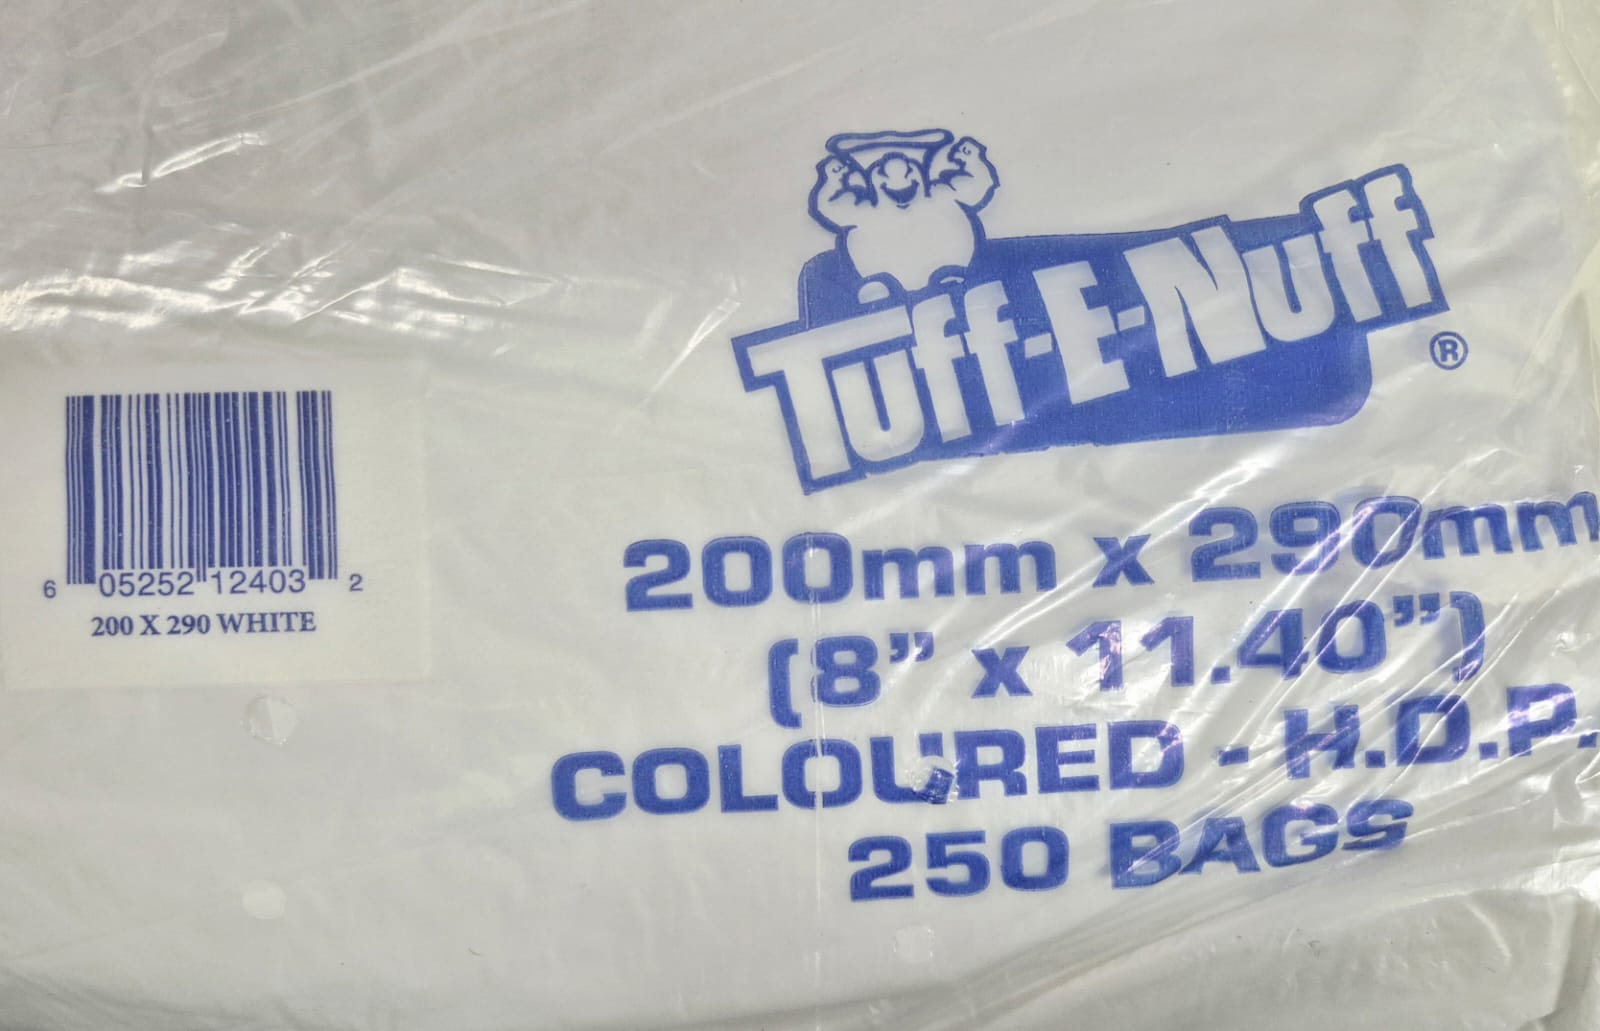 Tuff-E-Nuff
®
200mm x 290mm
(8” x 11.40”)
COLOURED - H.D.P.
250 BAGS
6 05252 12403 2
200 X 290 WHITE